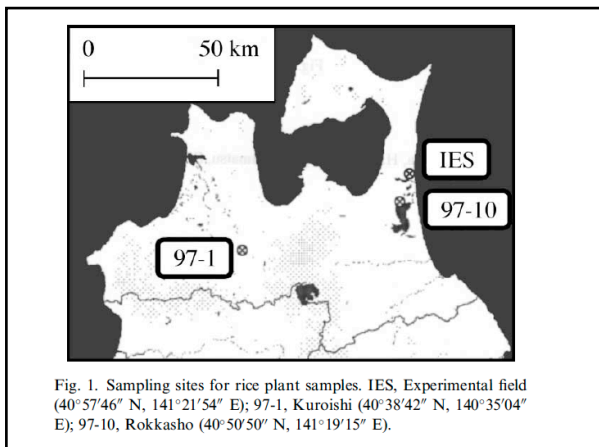 0 50 km
IES
97-10
97-1
Fig. 1. Sampling sites for rice plant samples. IES, Experimental field
(40°57′46″ N, 141°21′54″ E); 97-1, Kuroishi (40°38′42″ N, 140°35′04″
E); 97-10, Rokkasho (40°50′50″ N, 141°19′15″ E).